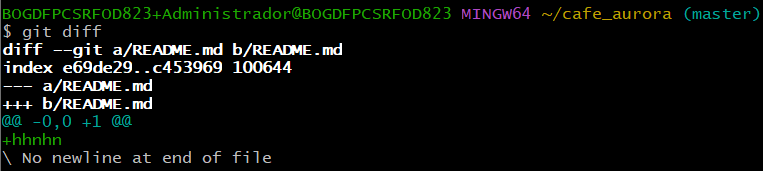 BOGDFPCSRFOD823+Administrador@BOGDFPCSRFOD823 MINGW64 ~/cafe_aurora (master)
$ git diff
diff --git a/README.md b/README.md
index e69de29..c453969 100644
--- a/README.md
+++ b/README.md
@@ -0,0 +1 @@
+hhnhn
\ No newline at end of file